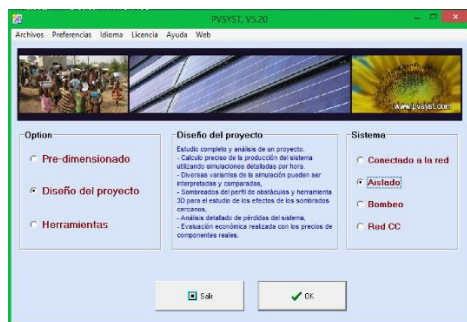 PVSYST, V5.20
Archivos Preferencias Idioma Licencia Ayuda Web
www.pvsyst.com
Option
Pre-dimensionado
Diseño del proyecto
Herramientas
Diseño del proyecto
Estudio completo y análisis de un proyecto.
- Calculo preciso de la producción del sistema
utilizando simulaciones detalladas por hora.
- Diversas variantes de la simulación pueden ser
interpretadas y comparadas,
- Sombreados del perfil de obstáculos y herramienta
3D para el estudio de los efectos de los sombrados
cercanos,
- Análisis detallado de pérdidas del sistema,
- Evaluación económica realizada con los precios de
componentes reales.
Sistema
Conectado a la red
Aislado
Bombeo
Red CC
Salir
OK